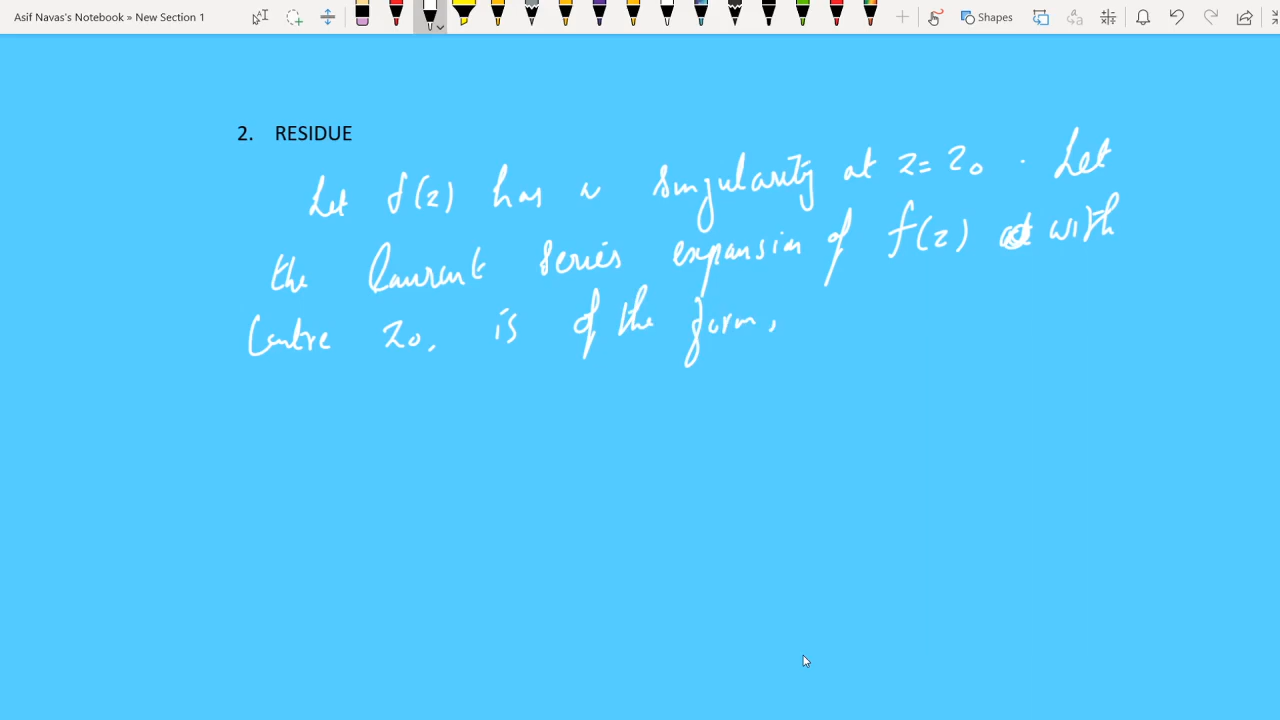 Asif Navas's Notebook » New Section 1
Shapes
2. RESIDUE
Let f(z) has a singularity at z = z₀. Let
the laurent series expansion of f(z) with
Centre z₀, is of the form,